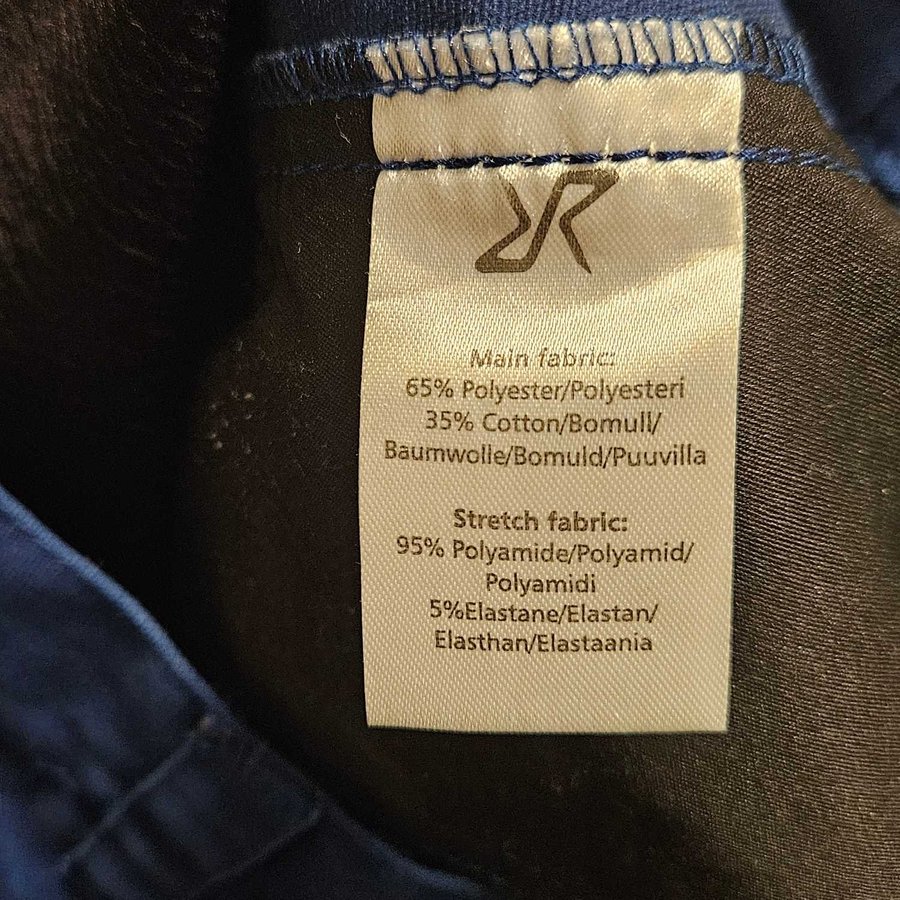 Main fabric:
65% Polyester/Polyesteri
35% Cotton/Bomull/
Baumwolle/Bomuld/Puuvilla
Stretch fabric:
95% Polyamide/Polyamid/
Polyamidi
5%Elastane/Elastan/
Elasthan/Elastaania